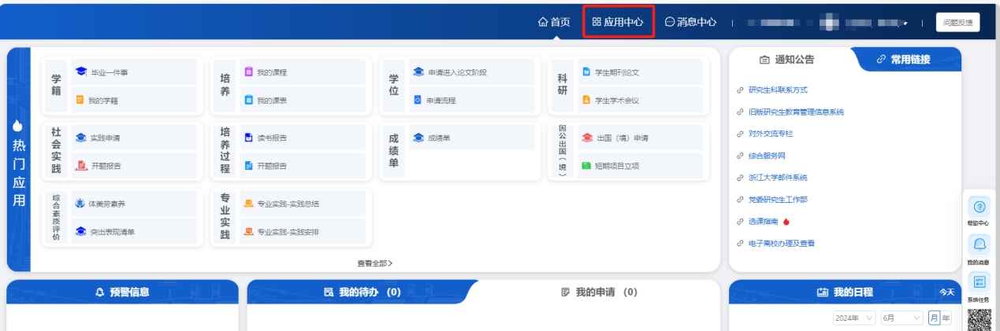 首页
应用中心
消息中心
问题反馈
热门应用
学籍
毕业一件事
我的学籍
培养
我的课程
我的课表
学位
申请进入论文阶段
申请流程
科研
学生期刊论文
学生学术会议
社会实践
实践申请
开题报告
培养过程
读书报告
开题报告
成绩单
成绩单
因公出国(境)
出国(境)申请
短期项目立项
综合素质评价
体美劳素养
突出表现清单
专业实践
专业实践-实践总结
专业实践-实践安排
查看全部>
通知公告
常用链接
研究生科联系方式
旧版研究生教育管理信息系统
对外交流专栏
综合服务网
浙江大学邮件系统
党委研究生工作部
选课指南
电子离校办理及查看
帮助中心
我的消息
系统任务
预警信息
我的待办 (0)
我的申请 (0)
我的日程
今天
2024年
6月
月
年